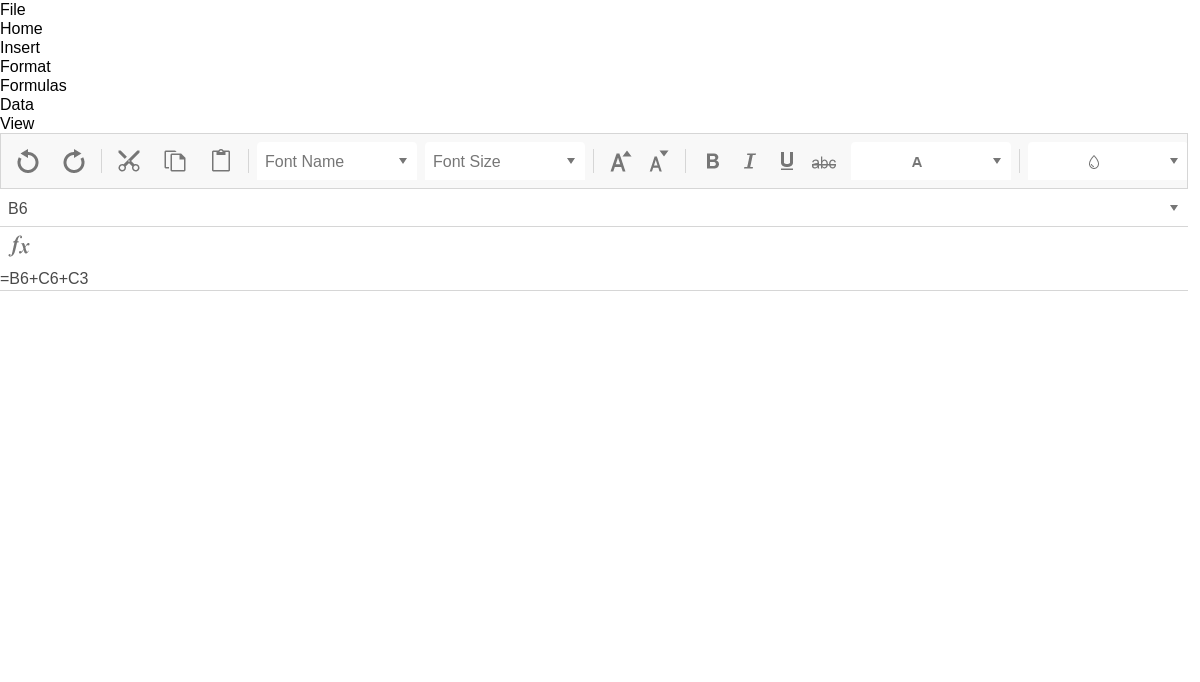 File
Home
Insert
Format
Formulas
Data
View
Font Name
Font Size
A
A
B
I
U
abc
A
B6
fx
=B6+C6+C3